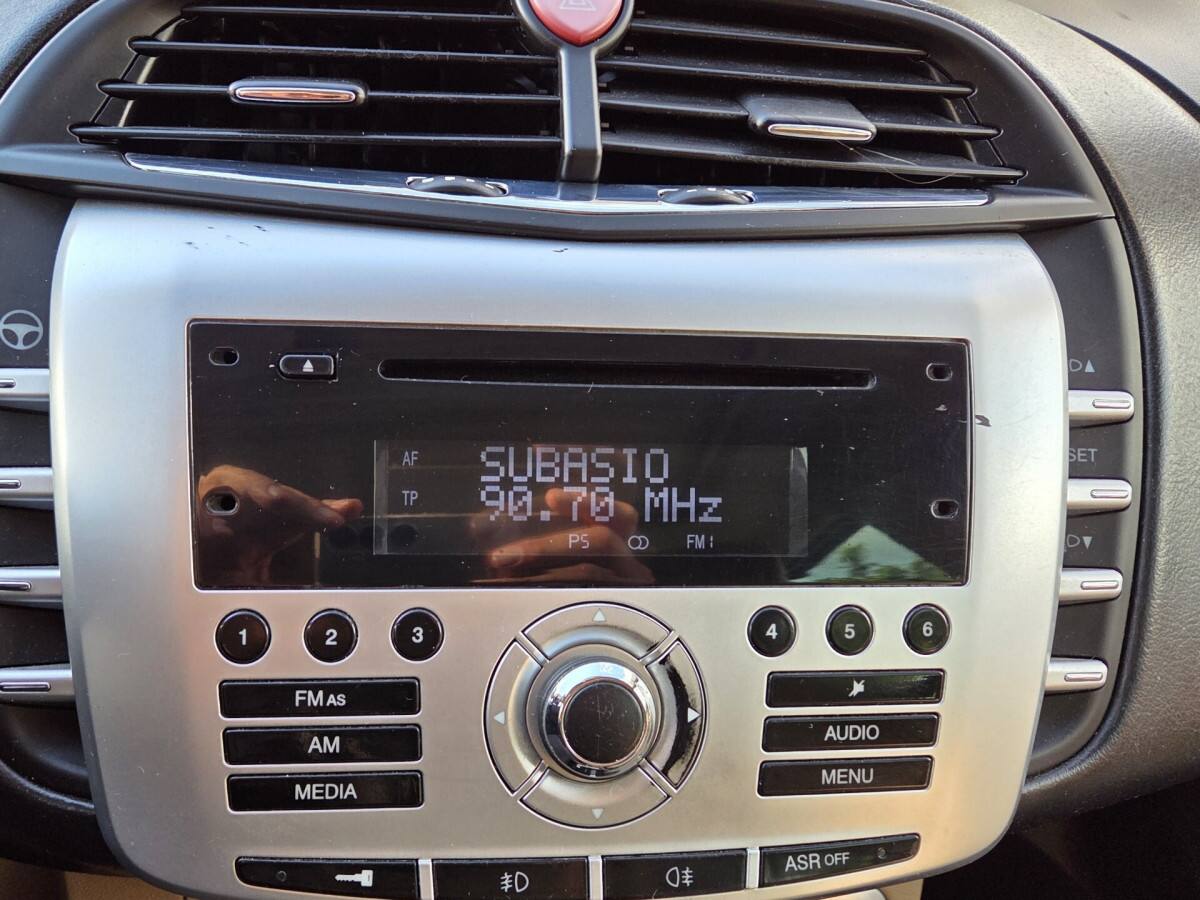 AF
SUBASIO
TP
90.70 MHz
PS
FM1
SET
1
2
3
4
5
6
FM AS
AM
AUDIO
MEDIA
MENU
ASR OFF